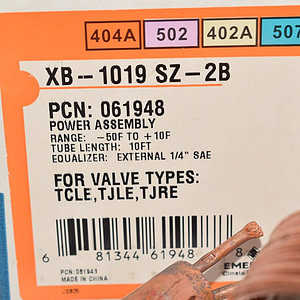 404A 502 402A 507
XB-1019 SZ-2B
PCN: 061948
POWER ASSEMBLY
RANGE: -50F TO +10F
TUBE LENGTH: 10FT
EQUALIZER: EXTERNAL 1/4" SAE
FOR VALVE TYPES:
TCLE,TJLE,TJRE
6 81344 61948 8
PCN: 061948
MADE IN CHINA
EME